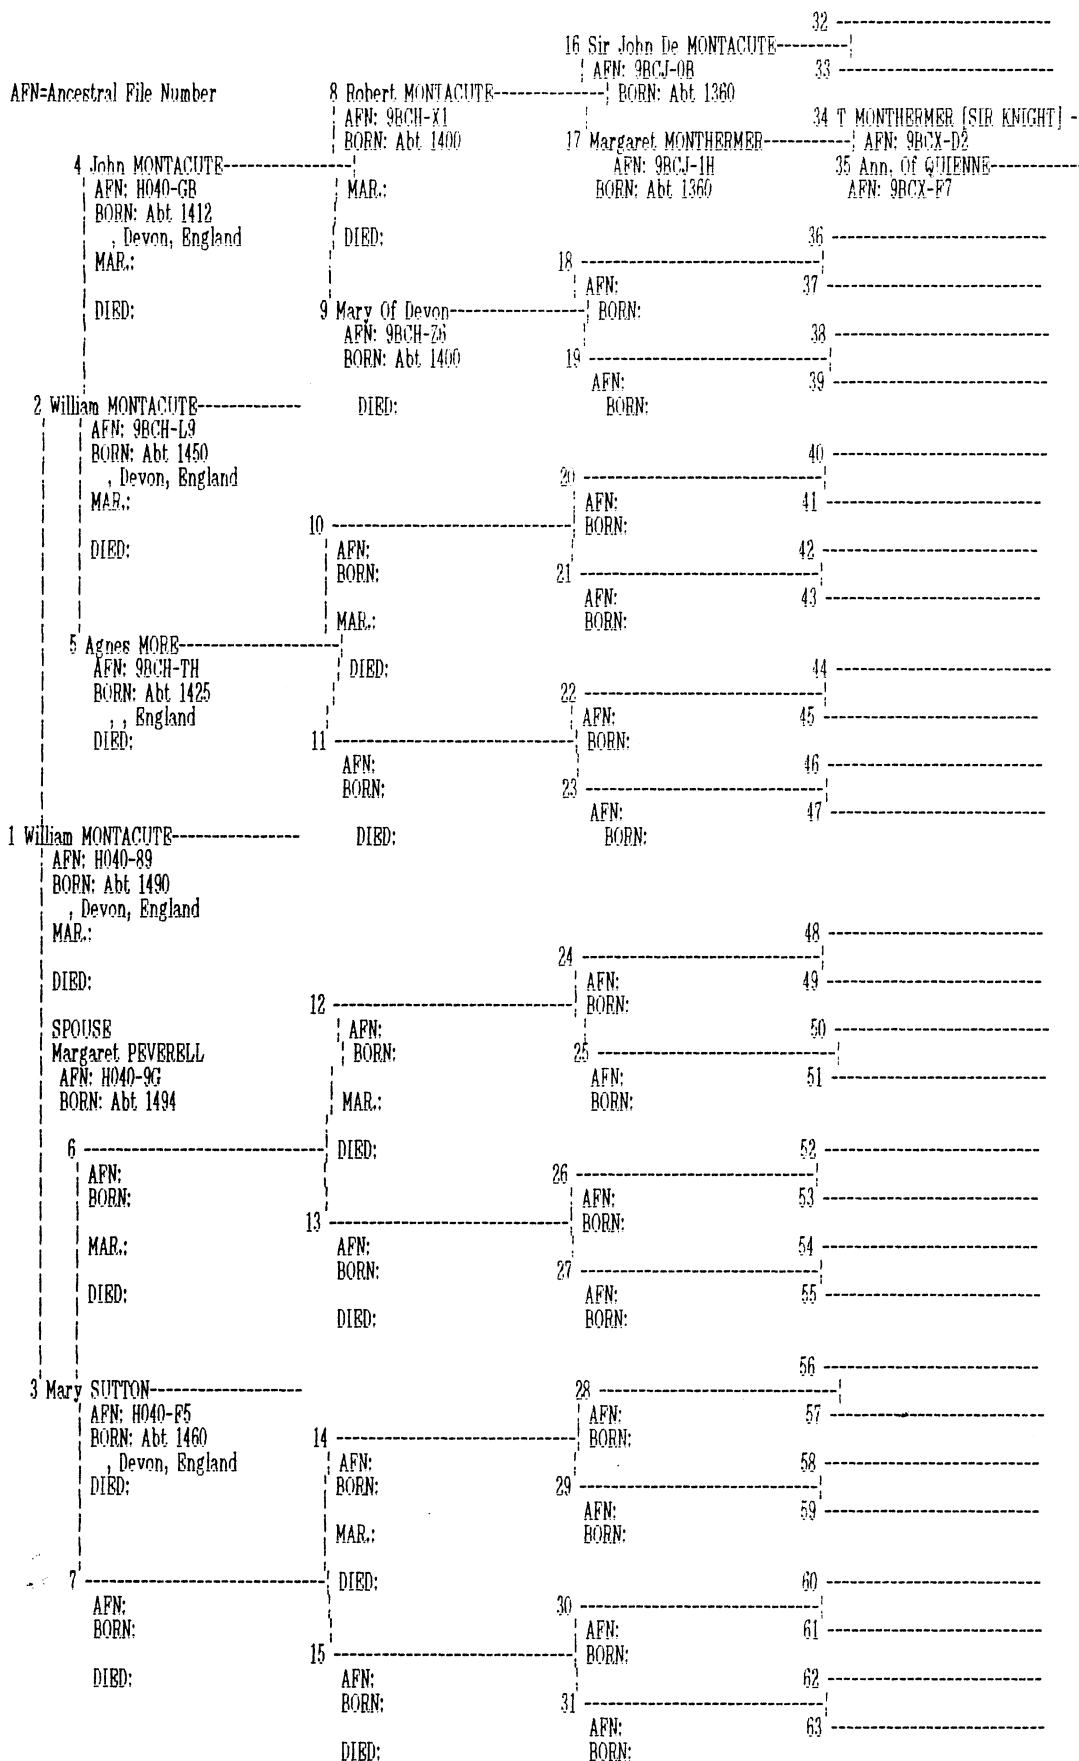 32
16 Sir John De MONTACUTE
AFN: 9BCJ-0B 33
AFN=Ancestral File Number 8 Robert MONTACUTE BORN: Abt 1360
AFN: 9BCH-X1 34 T MONTHERMER [SIR KNIGHT]
BORN: Abt 1400 17 Margaret MONTHERMER AFN: 9BCX-D2
4 John MONTACUTE AFN: 9BCJ-1H 35 Ann, Of QUIENNE
AFN: H040-GB MAR.: BORN: Abt 1360 AFN: 9BCX-F7
BORN: Abt 1412
, Devon, England DIED: 36
MAR.: 18
AFN: 37
DIED: 9 Mary Of Devon BORN:
AFN: 9BCH-Z6 38
BORN: Abt 1400 19
AFN: 39
2 William MONTACUTE DIED: BORN:
AFN: 9BCH-L9
BORN: Abt 1450 40
, Devon, England 20
MAR.: AFN: 41
10 BORN:
DIED: AFN: 42
BORN: 21
AFN: 43
MAR.: BORN:
5 Agnes MORE
AFN: 9BCH-TH DIED: 44
BORN: Abt 1425 22
, , England AFN: 45
DIED: 11 BORN:
AFN: 46
BORN: 23
AFN: 47
1 William MONTACUTE DIED: BORN:
AFN: H040-89
BORN: Abt 1490
, Devon, England
MAR.: 48
24
DIED: AFN: 49
12 BORN:
SPOUSE AFN: 50
Margaret PEVERELL BORN: 25
AFN: H040-9G AFN: 51
BORN: Abt 1494 MAR.: BORN:
6 DIED: 52
AFN: 26
BORN: AFN: 53
13 BORN:
MAR.: AFN: 54
BORN: 27
DIED: AFN: 55
DIED: BORN:
56
3 Mary SUTTON 28
AFN: H040-F5 AFN: 57
BORN: Abt 1460 14 BORN:
, Devon, England AFN: 58
DIED: BORN: 29
AFN: 59
MAR.: BORN:
7 DIED: 60
AFN: 30
BORN: AFN: 61
15 BORN:
DIED: AFN: 62
BORN: 31
AFN: 63
DIED: BORN: